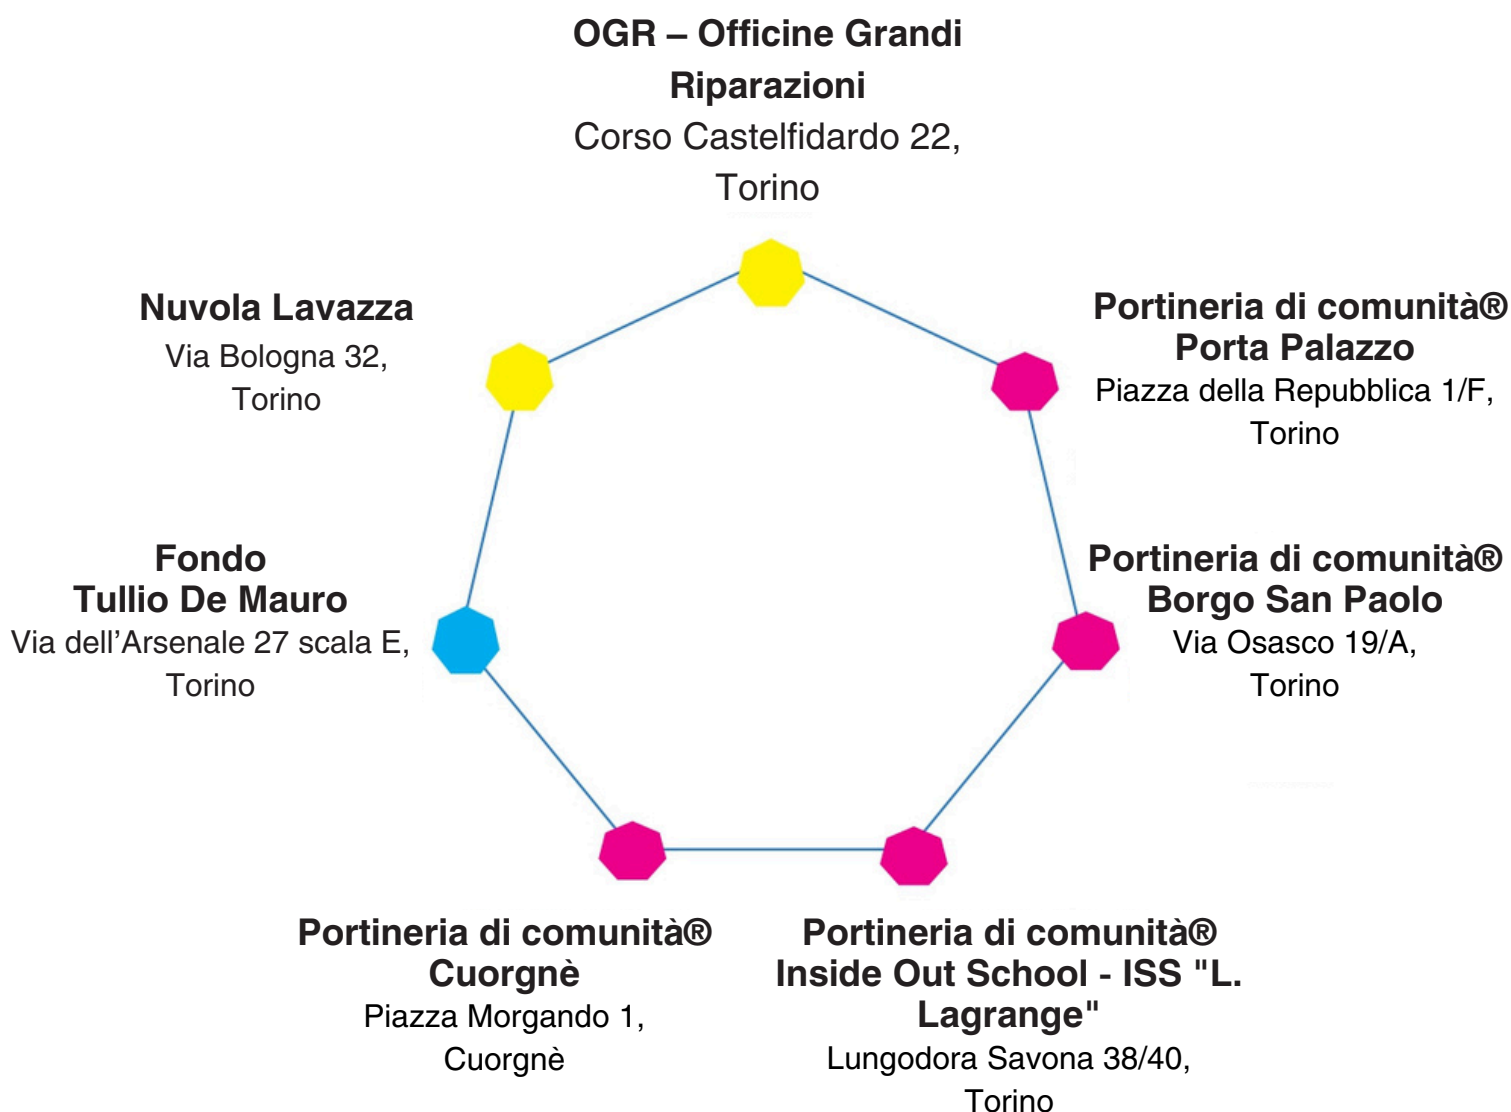 OGR – Officine Grandi
Riparazioni
Corso Castelfidardo 22,
Torino
Nuvola Lavazza
Via Bologna 32,
Torino
Portineria di comunità®
Porta Palazzo
Piazza della Repubblica 1/F,
Torino
Fondo
Tullio De Mauro
Via dell’Arsenale 27 scala E,
Torino
Portineria di comunità®
Borgo San Paolo
Via Osasco 19/A,
Torino
Portineria di comunità®
Cuorgnè
Piazza Morgando 1,
Cuorgnè
Portineria di comunità®
Inside Out School - ISS "L.
Lagrange"
Lungodora Savona 38/40,
Torino